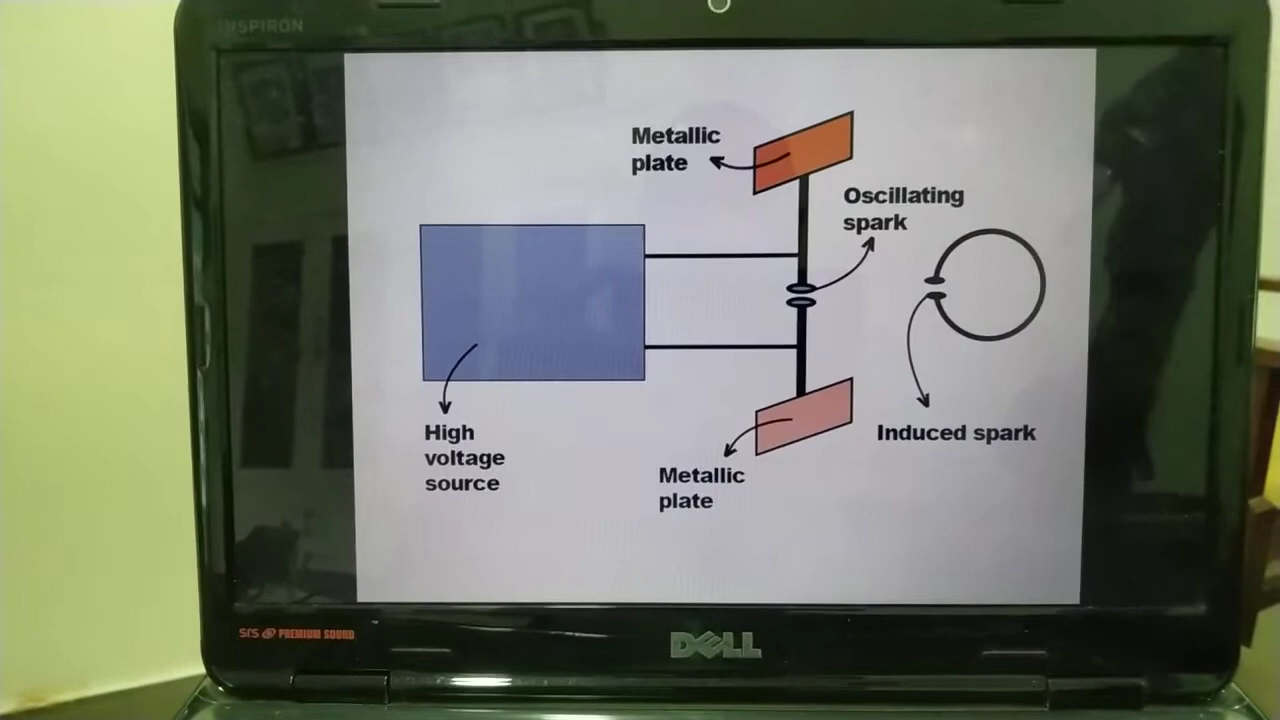 INSPIRON
Metallic
plate
Oscillating
spark
High
voltage
source
Induced spark
Metallic
plate
SRS PREMIUM SOUND
DELL